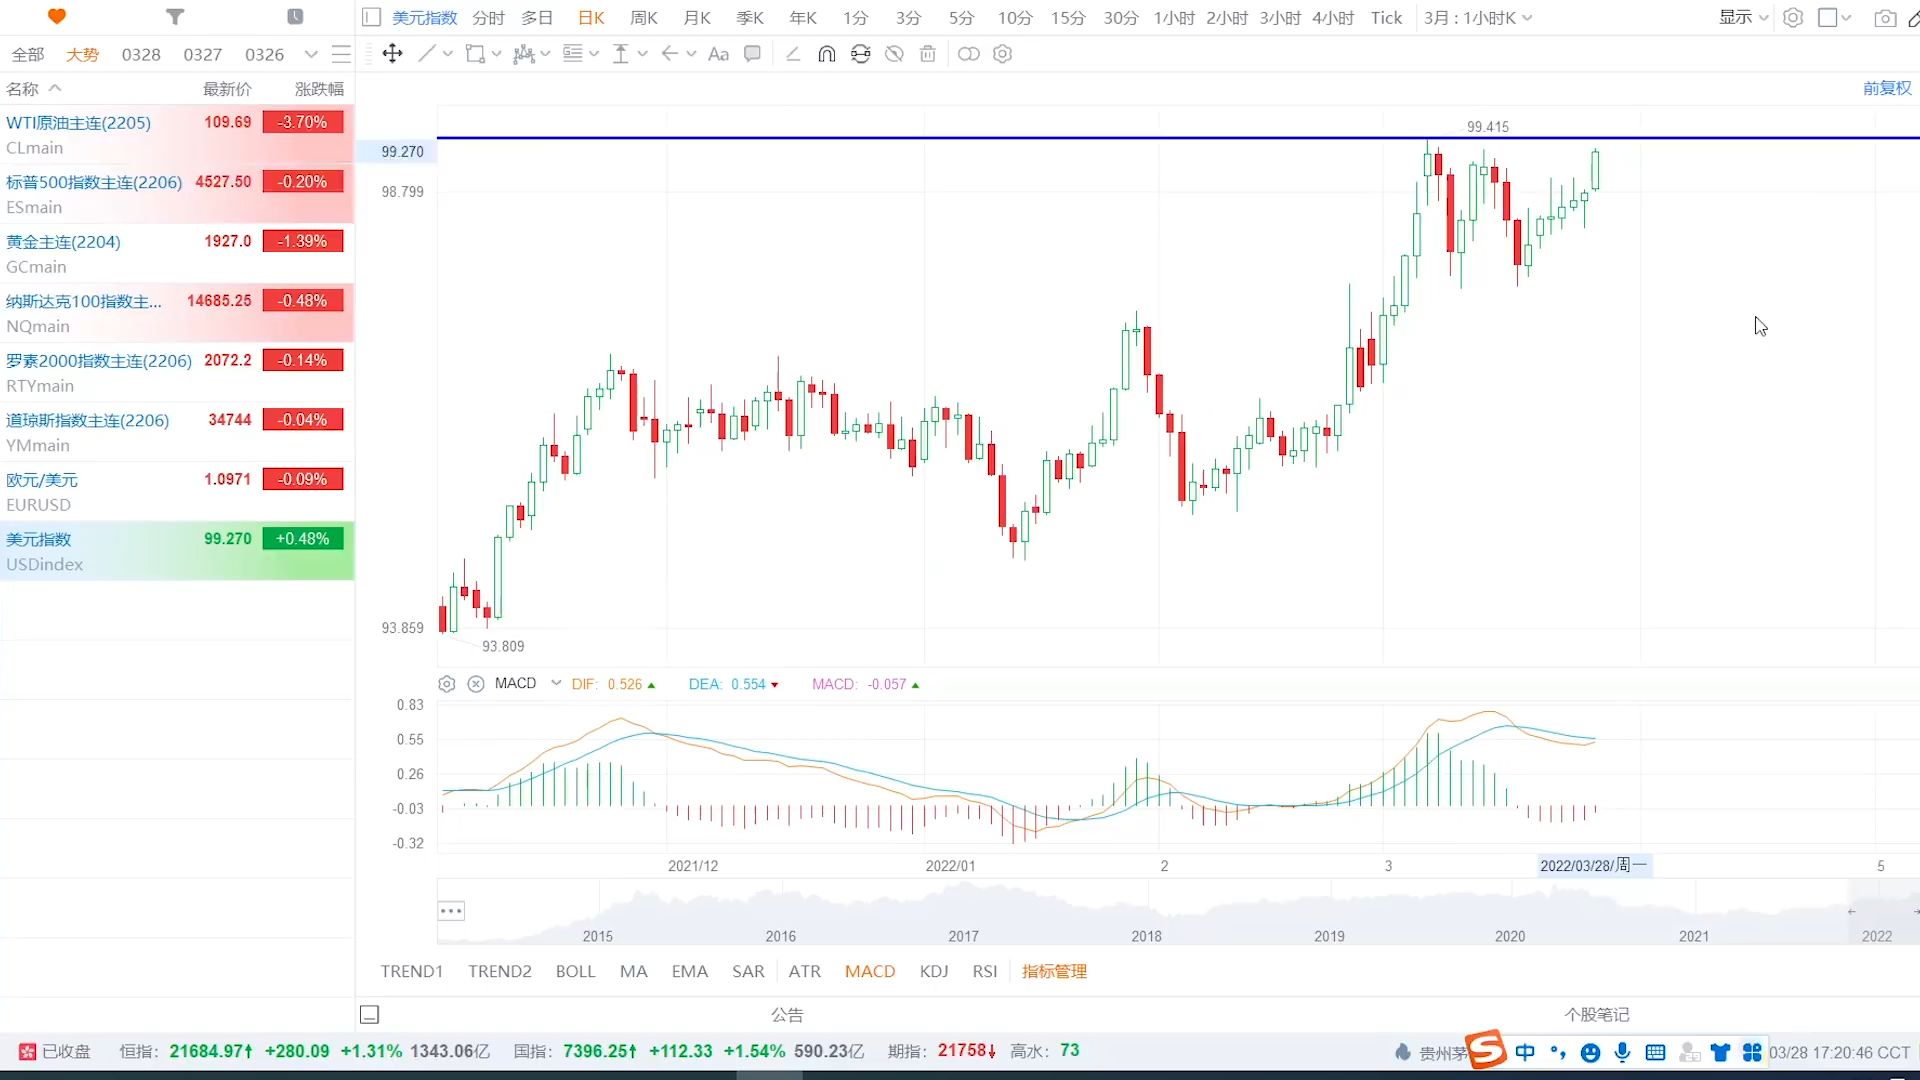 美元指数 分时 多日 日K 周K 月K 季K 年K 1分 3分 5分 10分 15分 30分 1小时 2小时 3小时 4小时 Tick 3月 : 1小时K 显示
全部 大势 0328 0327 0326
Aa
名称 最新价 涨跌幅
前复权
WTI原油主连(2205) 109.69 -3.70%
CLmain
标普500指数主连(2206) 4527.50 -0.20%
ESmain
黄金主连(2204) 1927.0 -1.39%
GCmain
纳斯达克100指数主... 14685.25 -0.48%
NQmain
罗素2000指数主连(2206) 2072.2 -0.14%
RTYmain
道琼斯指数主连(2206) 34744 -0.04%
YMmain
欧元/美元 1.0971 -0.09%
EURUSD
美元指数 99.270 +0.48%
USDindex
99.415
99.270
98.799
93.859
93.809
MACD DIF: 0.526 DEA: 0.554 MACD: -0.057
0.83
0.55
0.26
-0.03
-0.32
2021/12 2022/01 2 3 2022/03/28/周一 5
2015 2016 2017 2018 2019 2020 2021 2022
TREND1 TREND2 BOLL MA EMA SAR ATR MACD KDJ RSI 指标管理
公告 个股笔记
已收盘 恒指: 21684.97↑ +280.09 +1.31% 1343.06亿 国指: 7396.25↑ +112.33 +1.54% 590.23亿 期指: 21758↓ 高水: 73 贵州茅 S 中 03/28 17:20:46 CCT